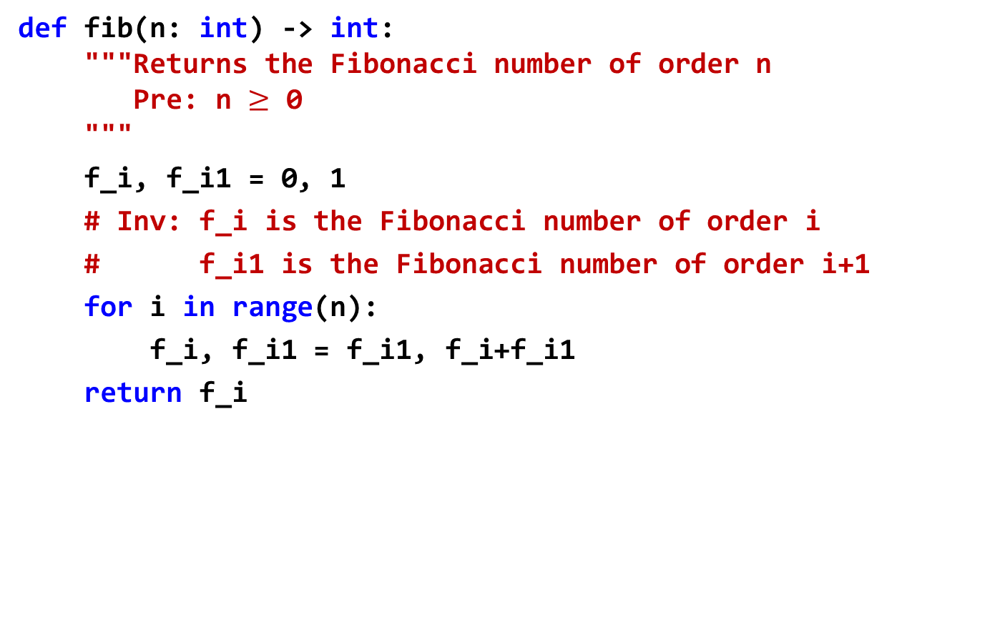 def fib(n: int) -> int:
    """Returns the Fibonacci number of order n
       Pre: n ≥ 0
    """
    f_i, f_i1 = 0, 1
    # Inv: f_i is the Fibonacci number of order i
    #      f_i1 is the Fibonacci number of order i+1
    for i in range(n):
        f_i, f_i1 = f_i1, f_i+f_i1
    return f_i